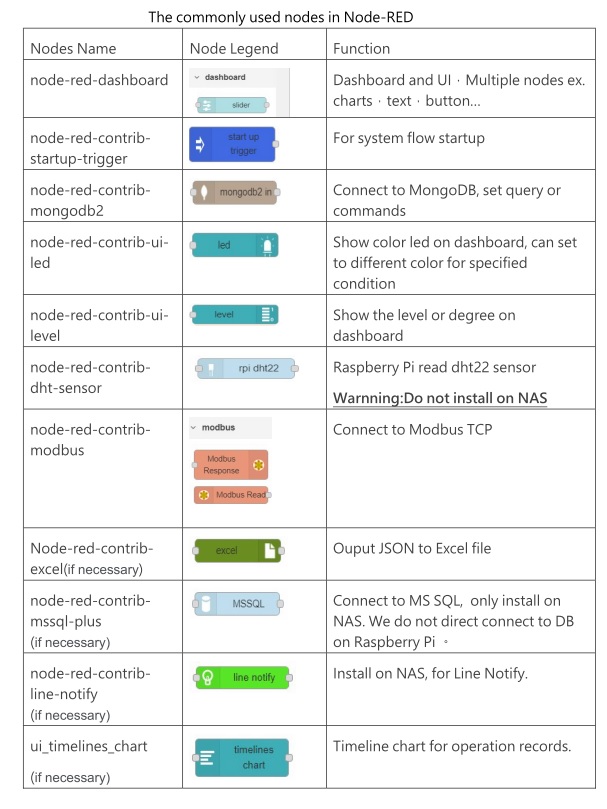 The commonly used nodes in Node-RED
Nodes Name
Node Legend
Function
node-red-dashboard
dashboard
slider
Dashboard and UI · Multiple nodes ex.
charts · text · button…
node-red-contrib-
startup-trigger
start up
trigger
For system flow startup
node-red-contrib-
mongodb2
mongodb2 in
Connect to MongoDB, set query or
commands
node-red-contrib-ui-
led
led
Show color led on dashboard, can set
to different color for specified
condition
node-red-contrib-ui-
level
level
Show the level or degree on
dashboard
node-red-contrib-
dht-sensor
rpi dht22
Raspberry Pi read dht22 sensor
Warnning:Do not install on NAS
node-red-contrib-
modbus
modbus
Modbus
Response
Modbus Read
Connect to Modbus TCP
Node-red-contrib-
excel(if necessary)
excel
Ouput JSON to Excel file
node-red-contrib-
mssql-plus
(if necessary)
MSSQL
Connect to MS SQL, only install on
NAS. We do not direct connect to DB
on Raspberry Pi 。
node-red-contrib-
line-notify
(if necessary)
line notify
Install on NAS, for Line Notify.
ui_timelines_chart
(if necessary)
timelines
chart
Timeline chart for operation records.